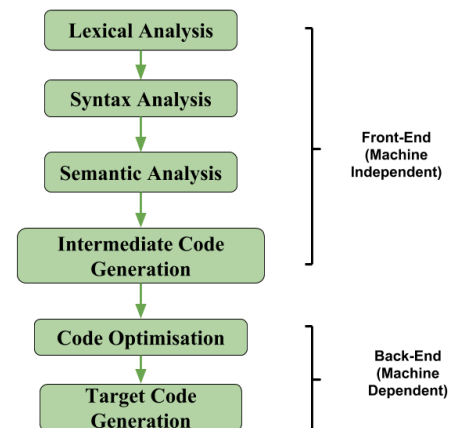 Lexical Analysis
Syntax Analysis
Semantic Analysis
Intermediate Code
Generation
Front-End
(Machine
Independent)
Code Optimisation
Target Code
Generation
Back-End
(Machine
Dependent)